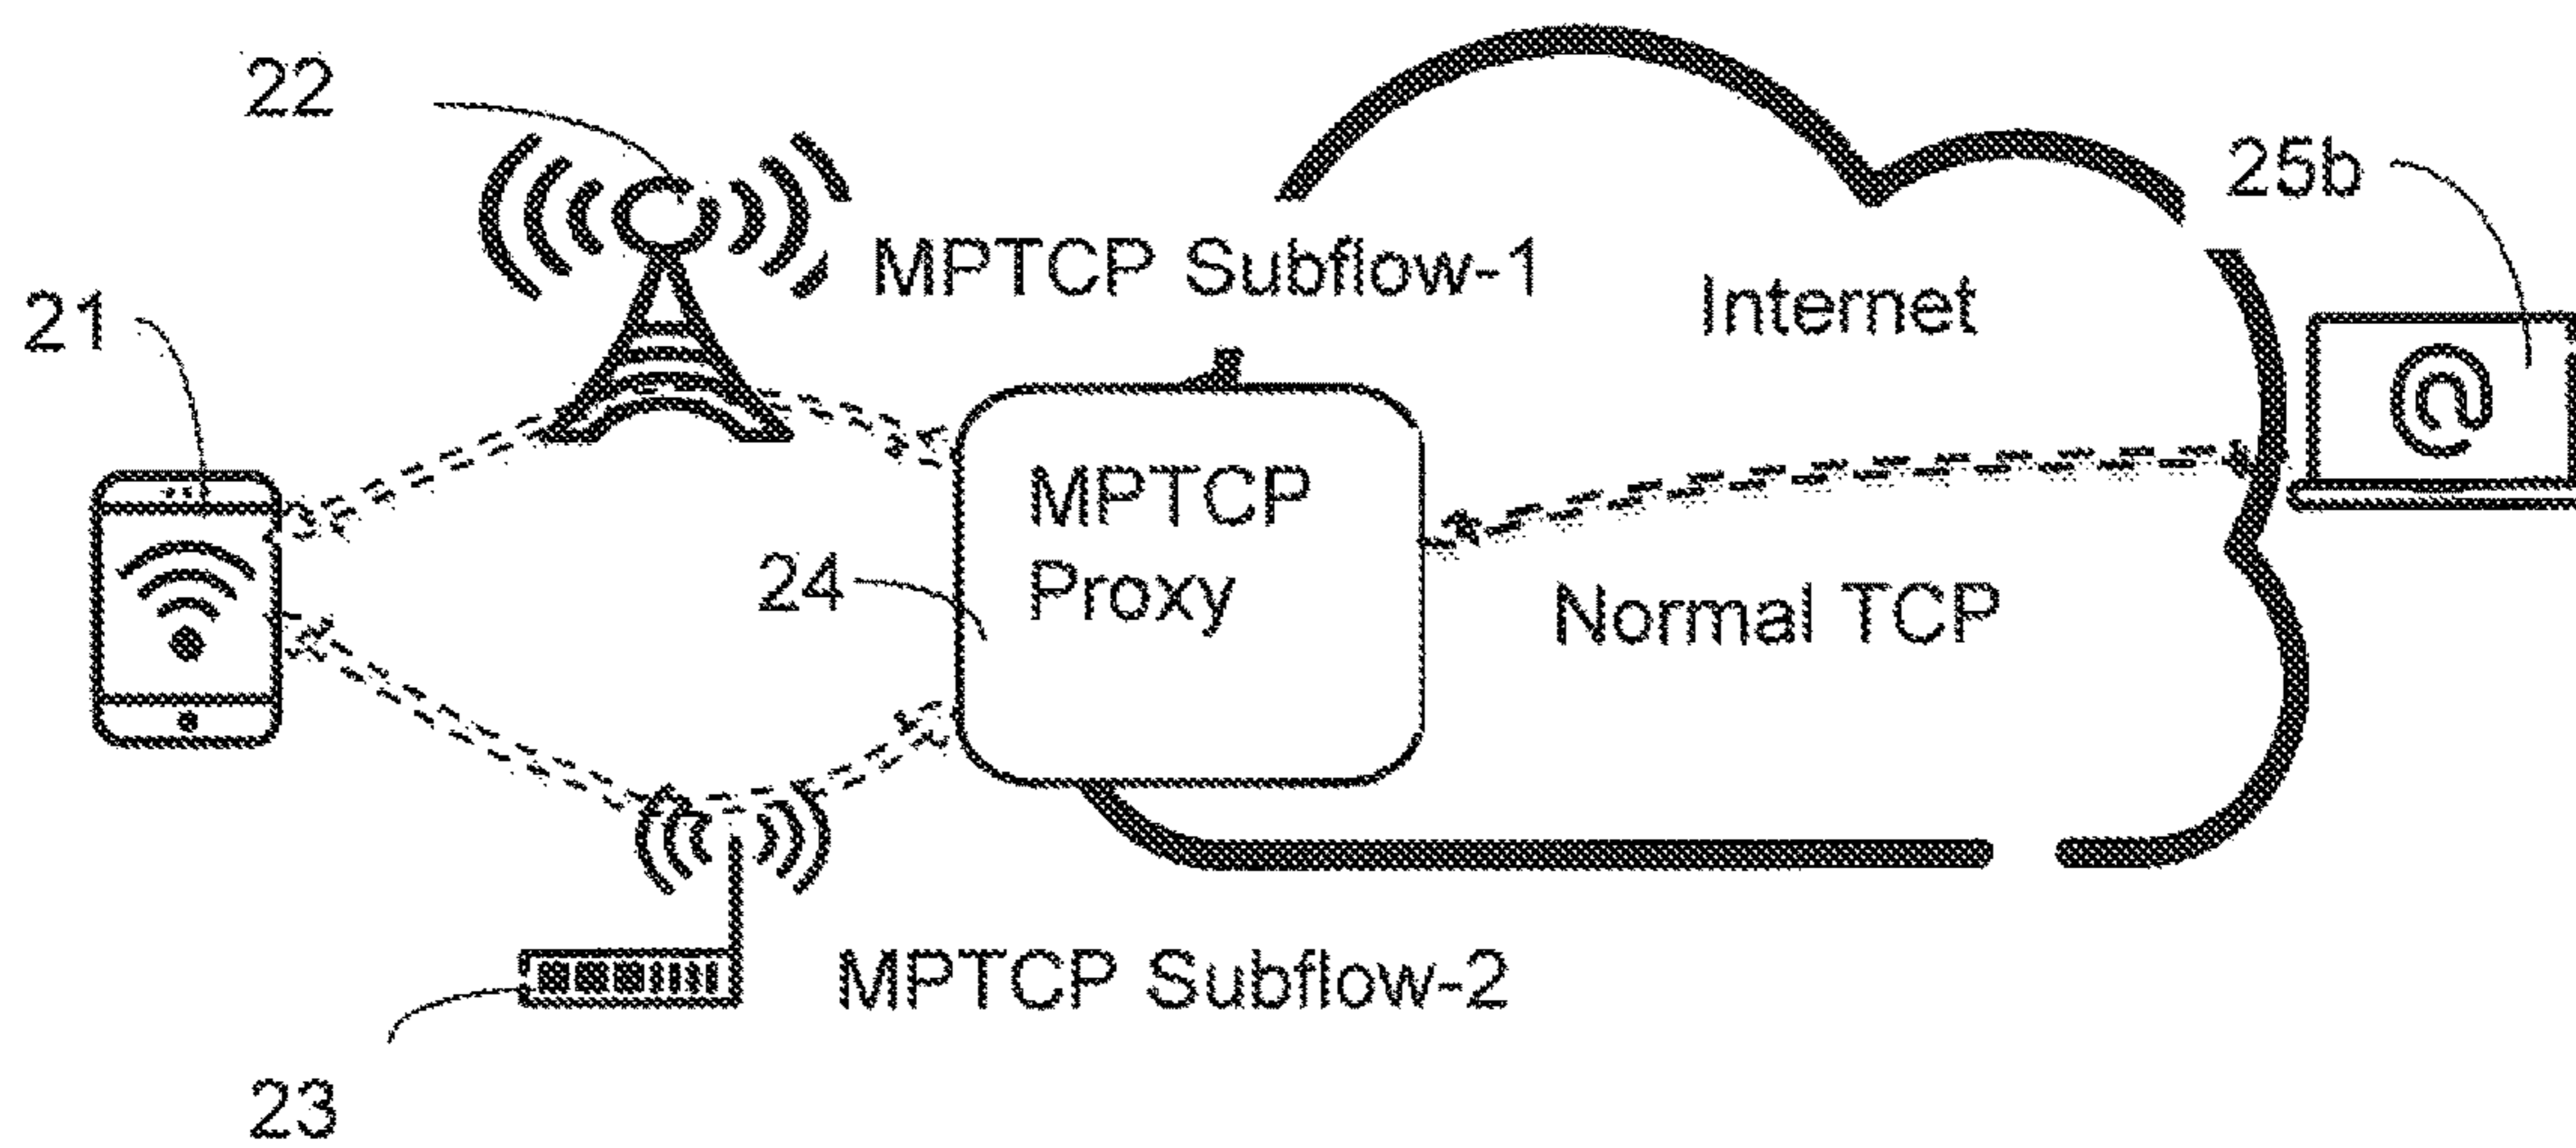 22
25b
MPTCP Subflow-1
Internet
21
@
MPTCP
Proxy
24
Normal TCP
MPTCP Subflow-2
23